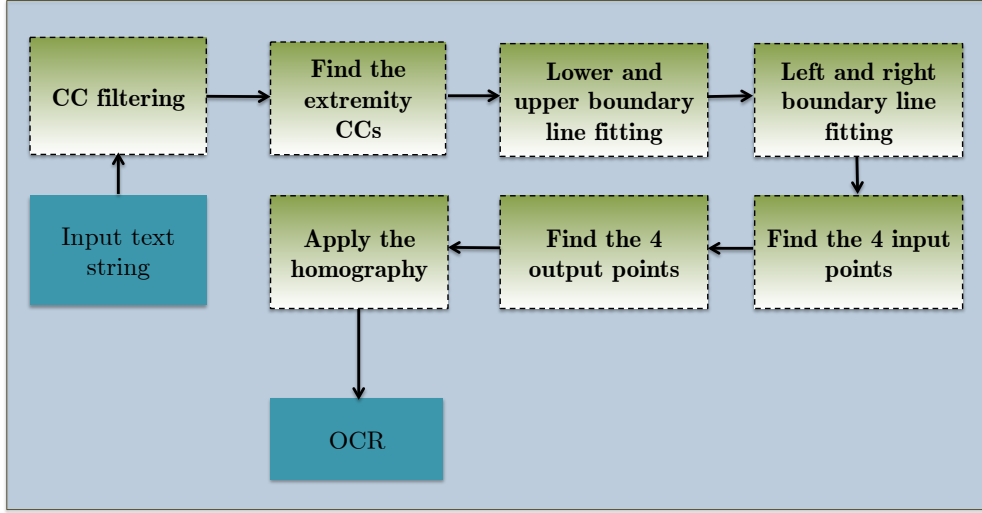 CC filtering
Find the
extremity
CCs
Lower and
upper boundary
line fitting
Left and right
boundary line
fitting
Input text
string
Apply the
homography
Find the 4
output points
Find the 4 input
points
OCR